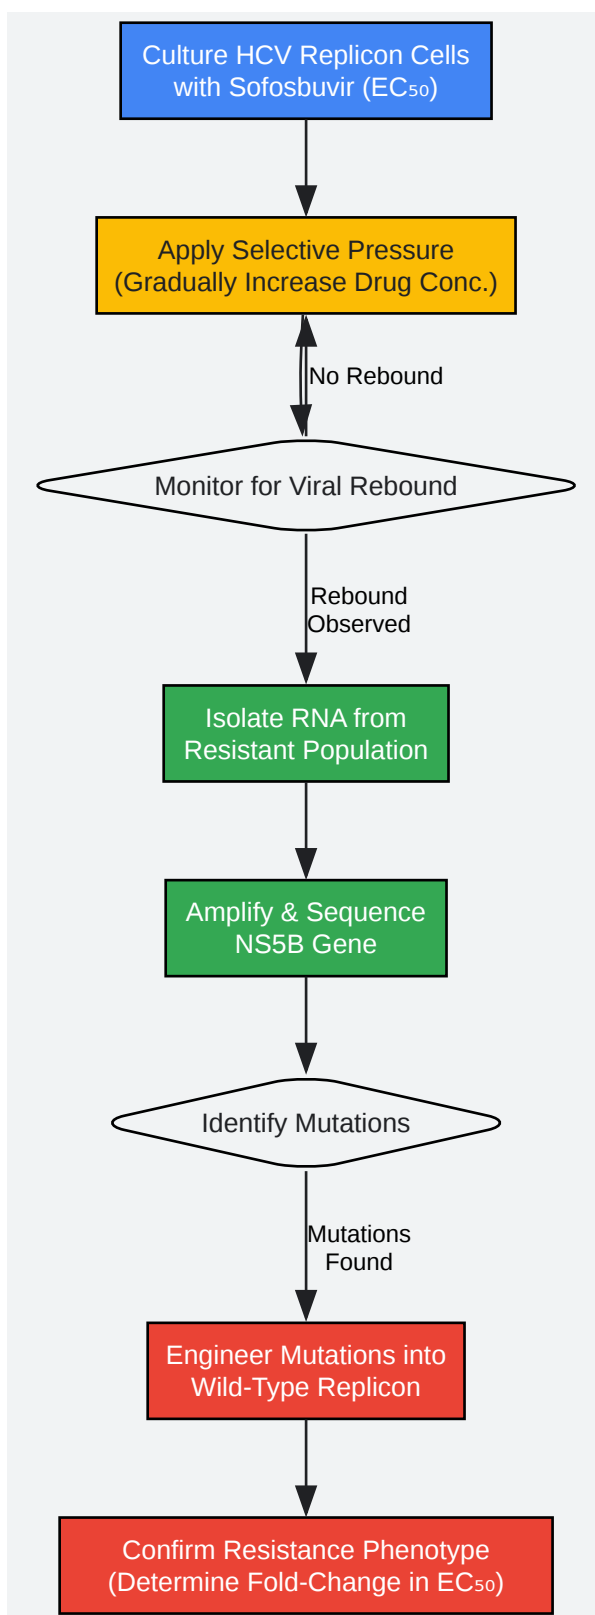 Culture HCV Replicon Cells
with Sofosbuvir (EC₅₀)
Apply Selective Pressure
(Gradually Increase Drug Conc.)
No Rebound
Monitor for Viral Rebound
Rebound
Observed
Isolate RNA from
Resistant Population
Amplify & Sequence
NS5B Gene
Identify Mutations
Mutations
Found
Engineer Mutations into
Wild-Type Replicon
Confirm Resistance Phenotype
(Determine Fold-Change in EC₅₀)